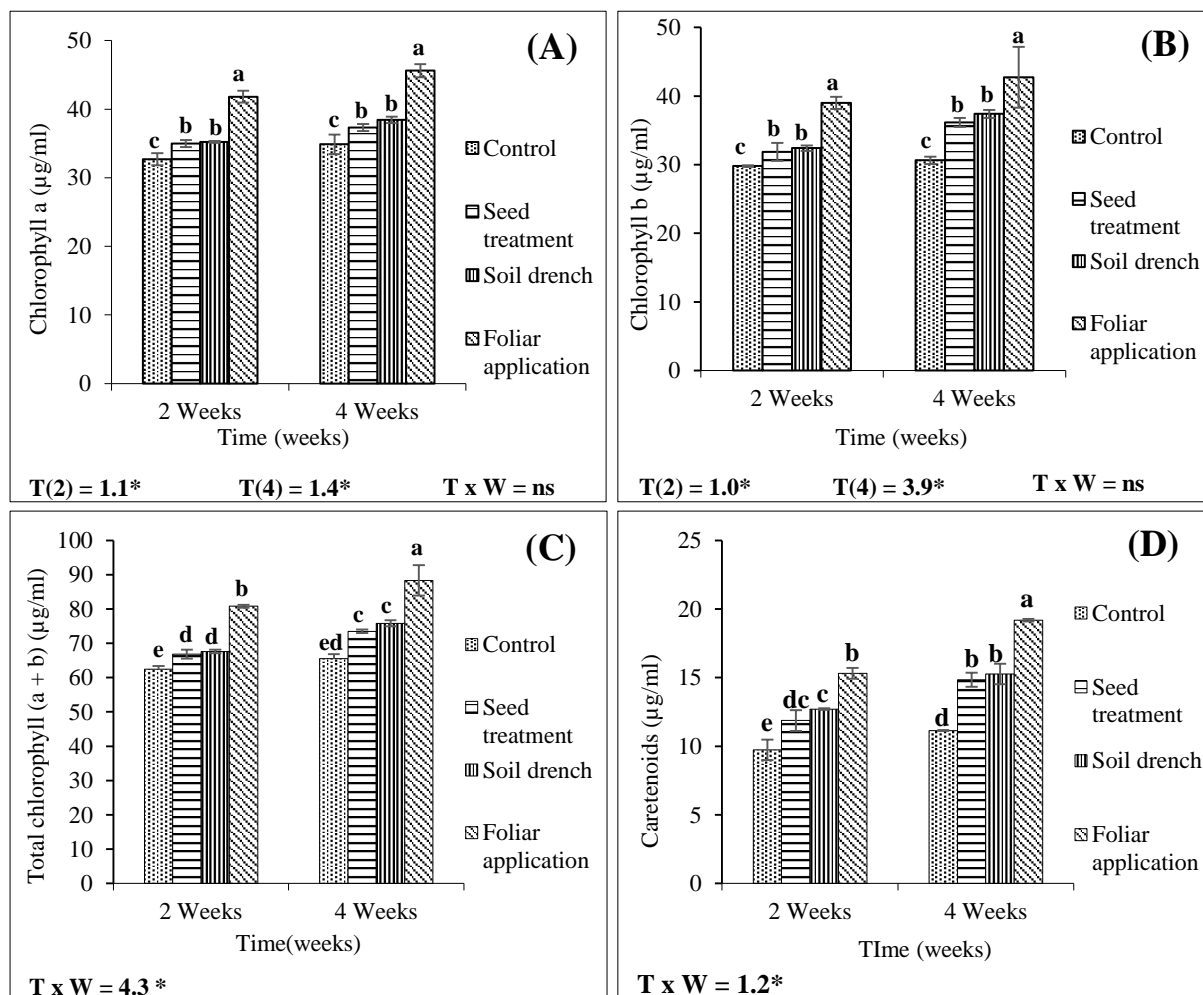 (A)
Chlorophyll a (µg/ml)
50
40
30
20
10
0
c
b
b
a
c
b
b
a
2 Weeks
4 Weeks
Time (weeks)
Control
Seed
treatment
Soil drench
Foliar
application
T(2) = 1.1*
T(4) = 1.4*
T x W = ns
(B)
Chlorophyll b (µg/ml)
50
40
30
20
10
0
c
b
b
a
c
b
b
a
2 Weeks
4 Weeks
Time (weeks)
Control
Seed
treatment
Soil drench
Foliar
application
T(2) = 1.0*
T(4) = 3.9*
T x W = ns
(C)
Total chlorophyll (a + b) (µg/ml)
100
90
80
70
60
50
40
30
20
10
0
e
d
d
b
ed
c
c
a
2 Weeks
4 Weeks
Time(weeks)
Control
Seed
treatment
Soil drench
Foliar
application
T x W = 4.3 *
(D)
Caretenoids (µg/ml)
25
20
15
10
5
0
e
dc
c
b
d
b
b
a
2 Weeks
4 Weeks
TIme (weeks)
Control
Seed
treatment
Soil drench
Foliar
application
T x W = 1.2*